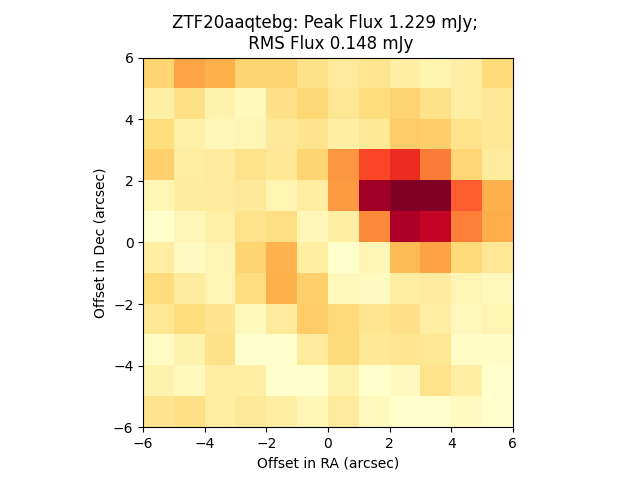 ZTF20aaqtebg: Peak Flux 1.229 mJy;
RMS Flux 0.148 mJy
6
4
2
0
−2
−4
−6
Offset in Dec (arcsec)
−6 −4 −2 0 2 4 6
Offset in RA (arcsec)